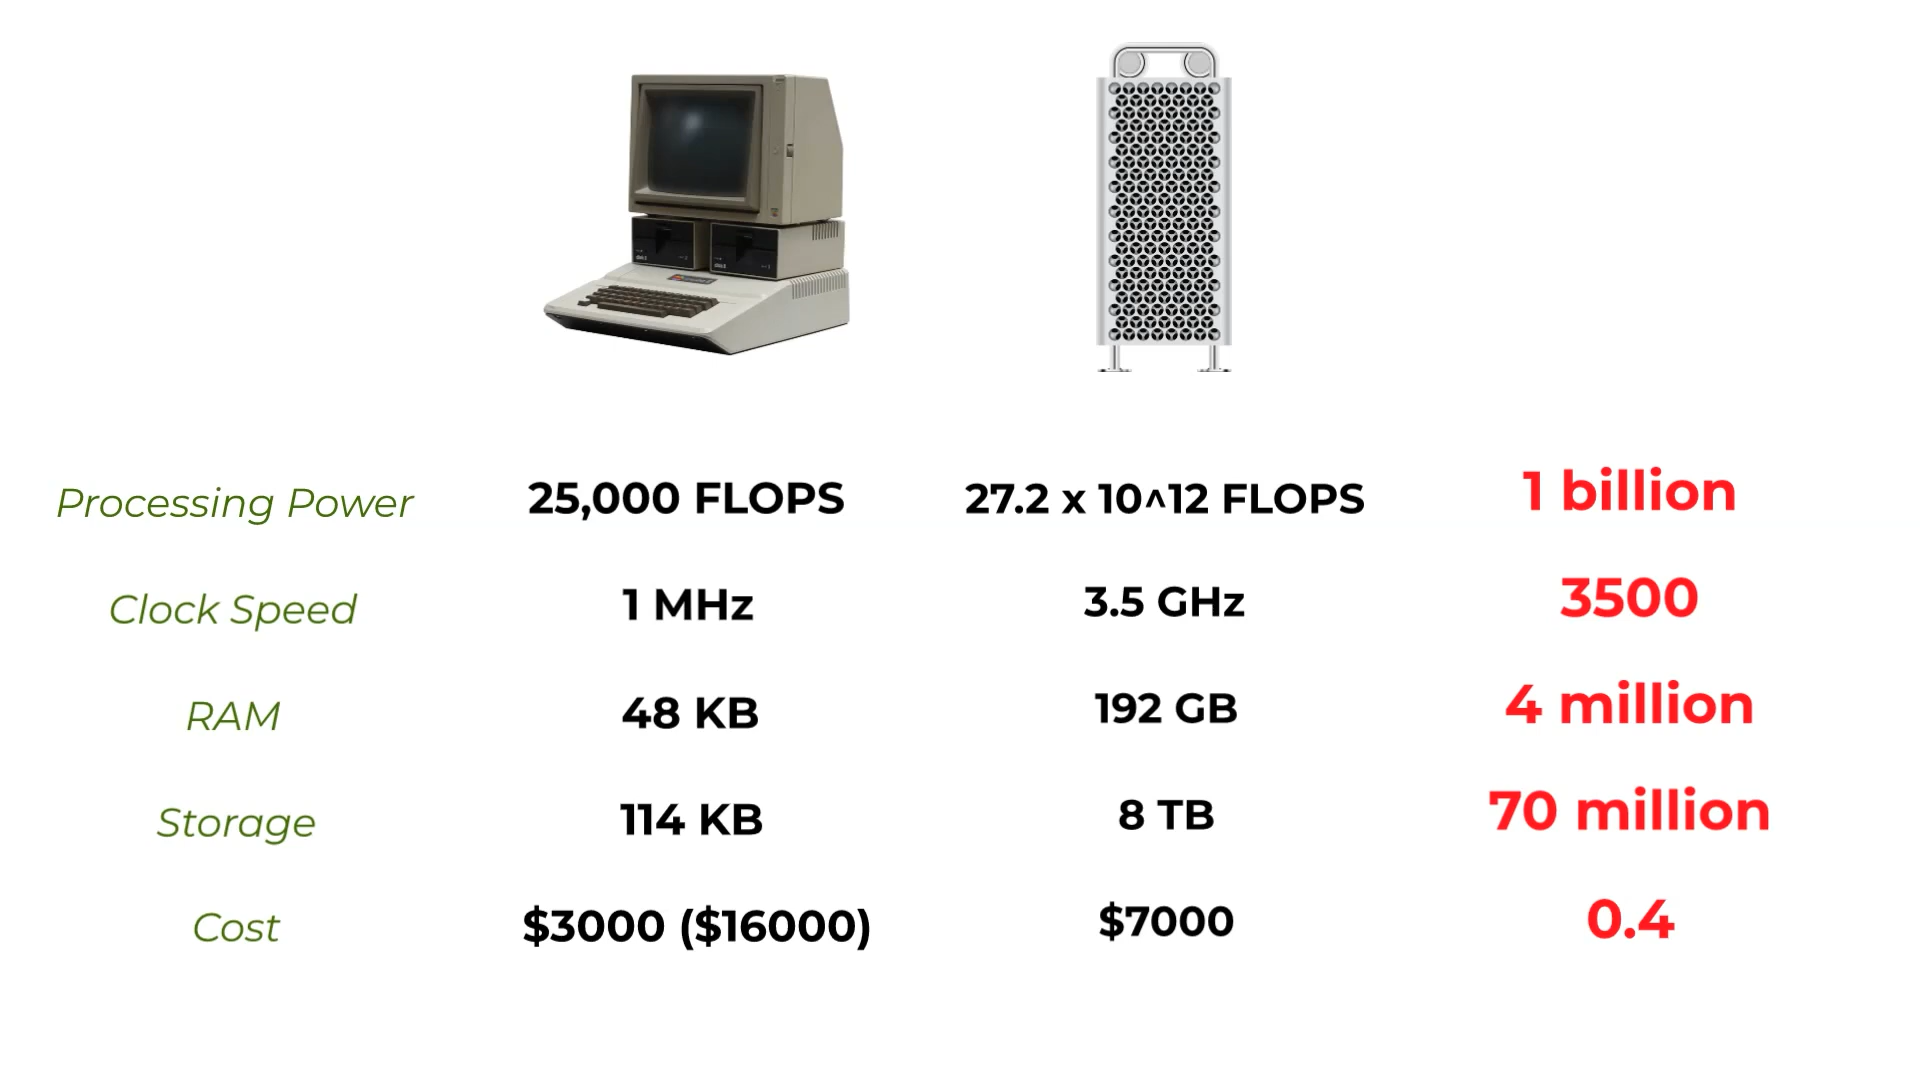 Processing Power 25,000 FLOPS 27.2 x 10^12 FLOPS 1 billion
Clock Speed 1 MHz 3.5 GHz 3500
RAM 48 KB 192 GB 4 million
Storage 114 KB 8 TB 70 million
Cost $3000 ($16000) $7000 0.4